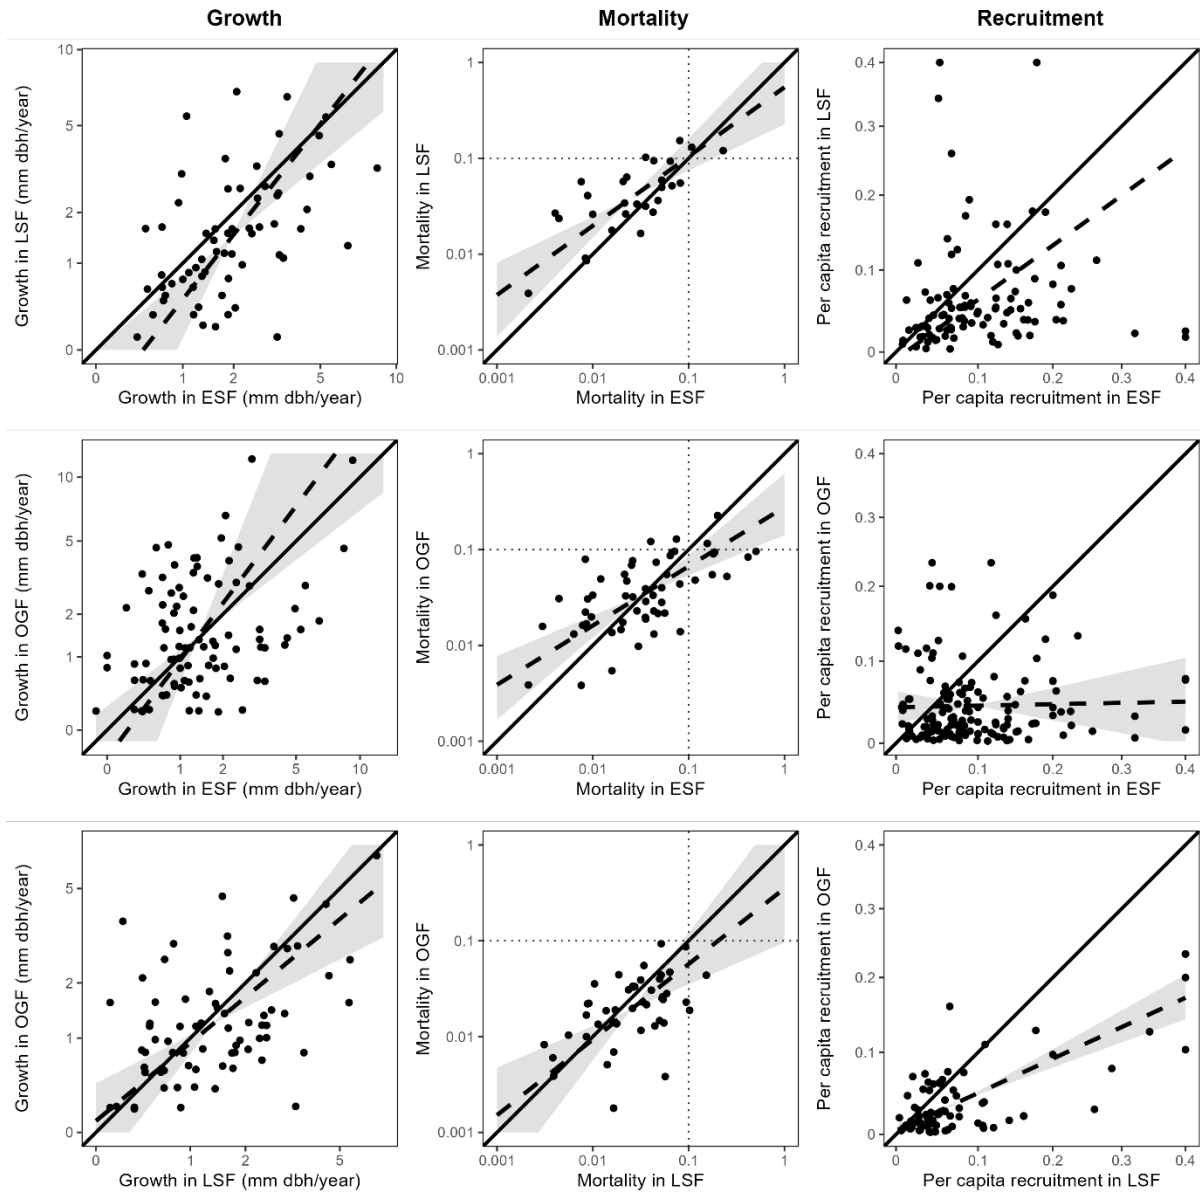 Growth Mortality Recruitment
Growth in LSF (mm dbh/year)
10
5
2
1
0
0 1 2 5 10
Growth in ESF (mm dbh/year)
Mortality in LSF
1
0.1
0.01
0.001
0.001 0.01 0.1 1
Mortality in ESF
Per capita recruitment in LSF
0.4
0.3
0.2
0.1
0
0 0.1 0.2 0.3 0.4
Per capita recruitment in ESF
Growth in OGF (mm dbh/year)
10
5
2
1
0
0 1 2 5 10
Growth in ESF (mm dbh/year)
Mortality in OGF
1
0.1
0.01
0.001
0.001 0.01 0.1 1
Mortality in ESF
Per capita recruitment in OGF
0.4
0.3
0.2
0.1
0
0 0.1 0.2 0.3 0.4
Per capita recruitment in ESF
Growth in OGF (mm dbh/year)
5
2
1
0
0 1 2 5
Growth in LSF (mm dbh/year)
Mortality in OGF
1
0.1
0.01
0.001
0.001 0.01 0.1 1
Mortality in LSF
Per capita recruitment in OGF
0.4
0.3
0.2
0.1
0
0 0.1 0.2 0.3 0.4
Per capita recruitment in LSF